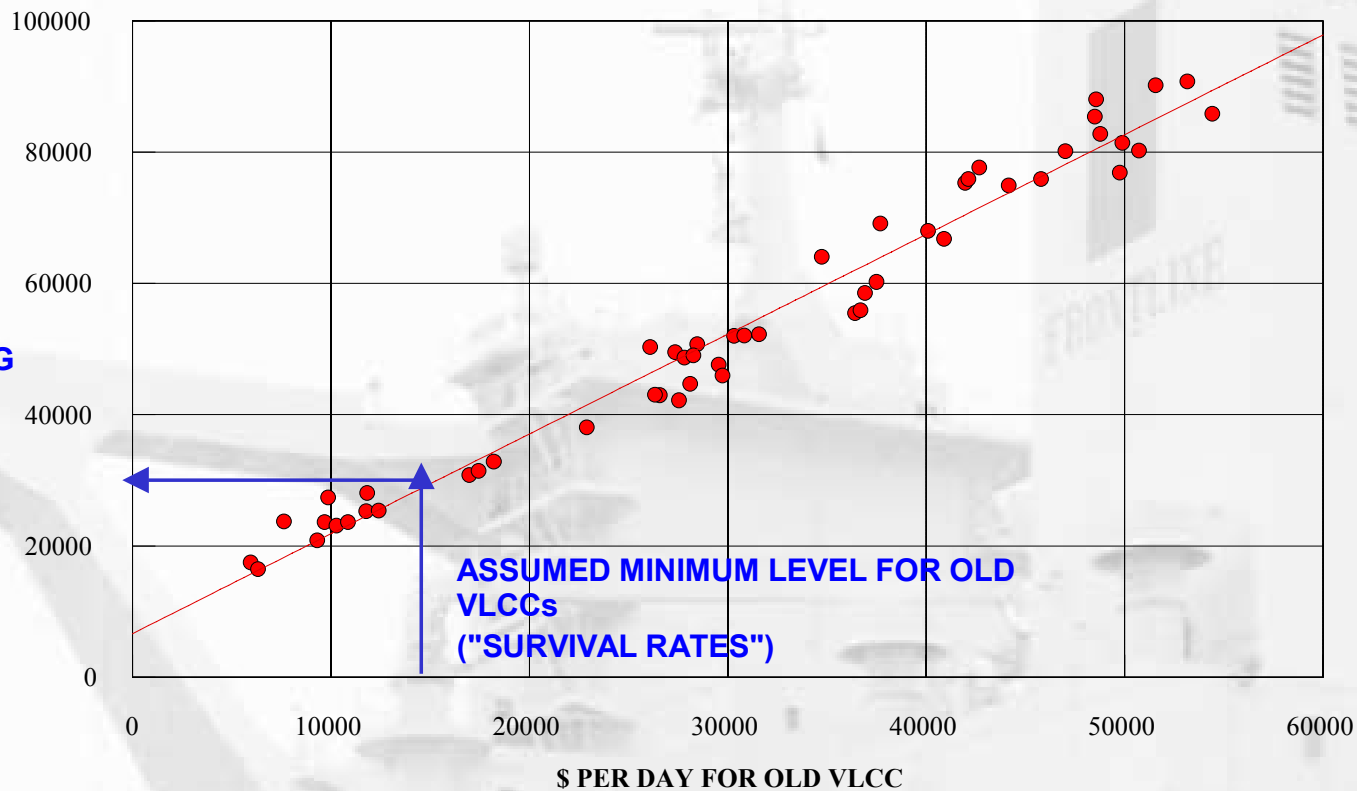 100000
80000
60000
G
40000
20000
0
ASSUMED MINIMUM LEVEL FOR OLD
VLCCs
("SURVIVAL RATES")
0 10000 20000 30000 40000 50000 60000
$ PER DAY FOR OLD VLCC
FRONTLINE